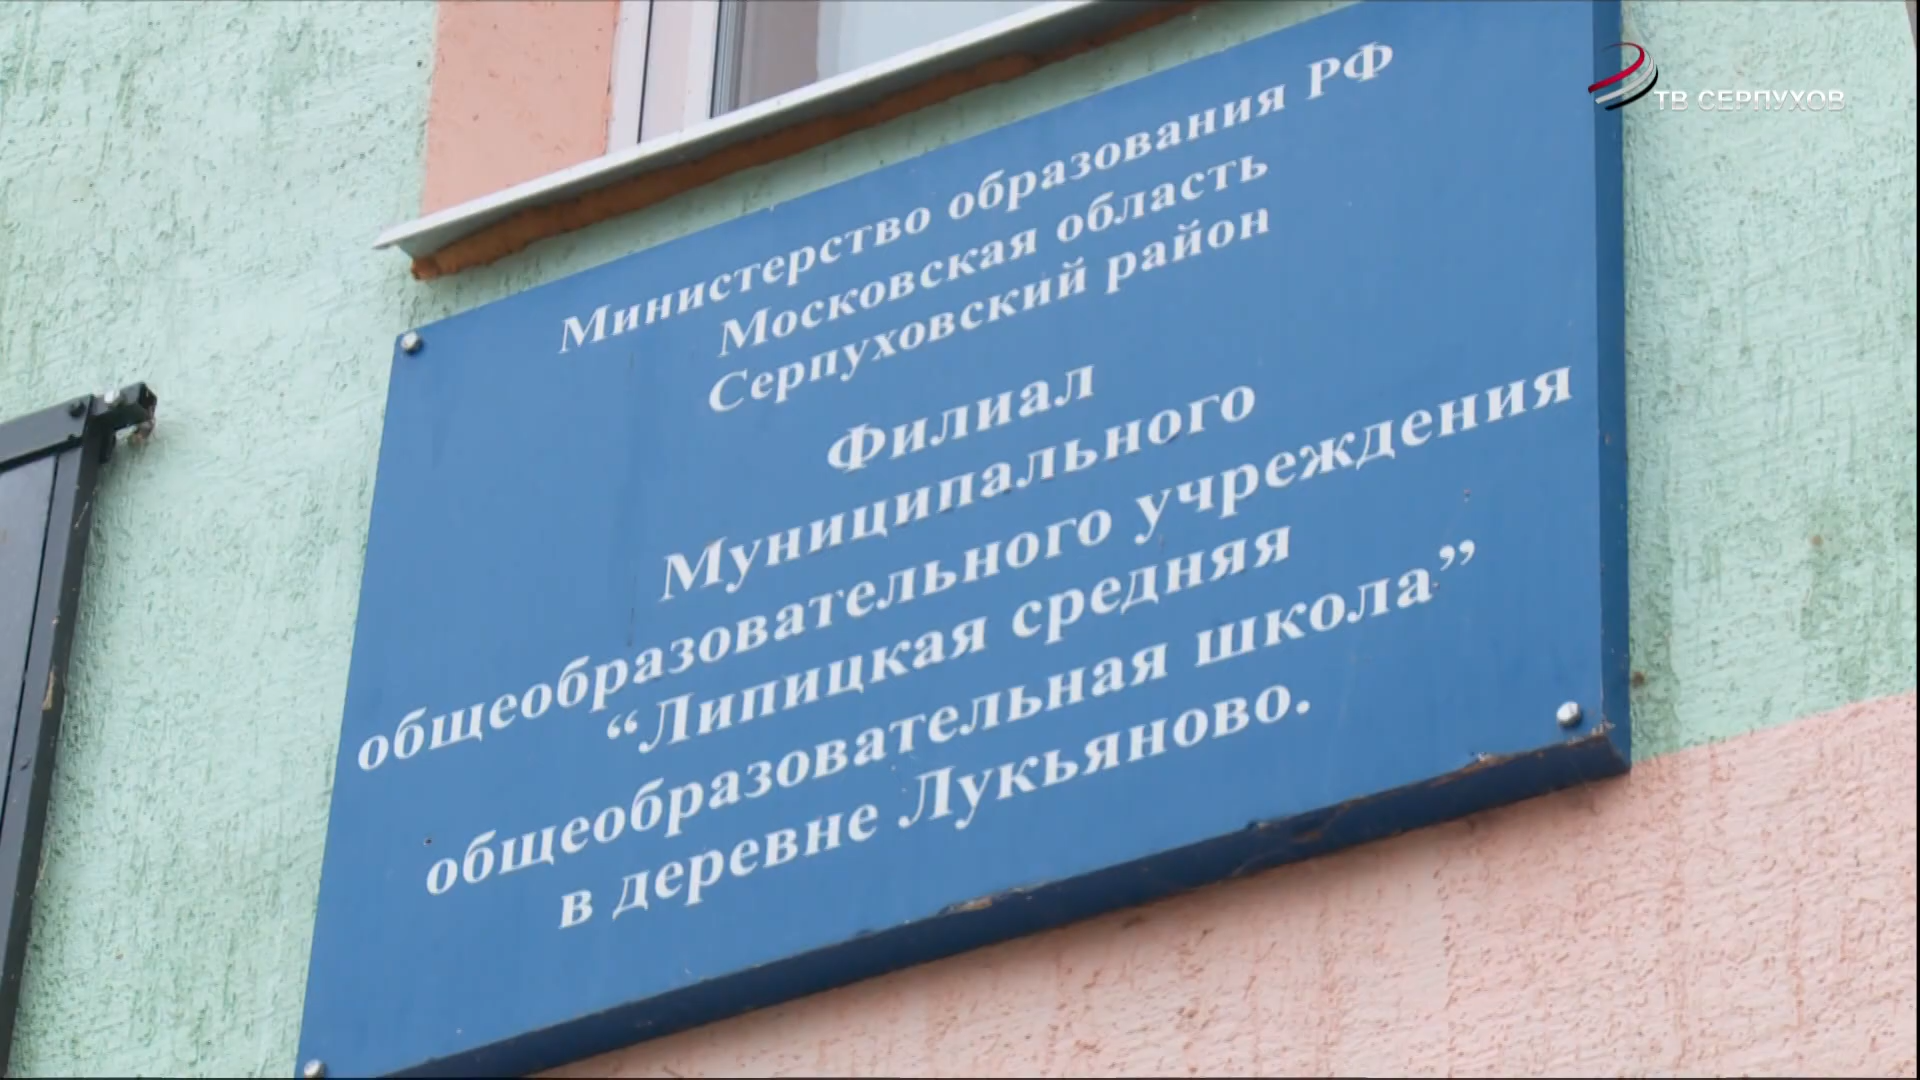 ТВ СЕРПУХОВ
Министерство образования РФ
Московская область
Серпуховский район
Филиал
Муниципального
общеобразовательного учреждения
“Липицкая средняя
общеобразовательная школа”
в деревне Лукьяново.